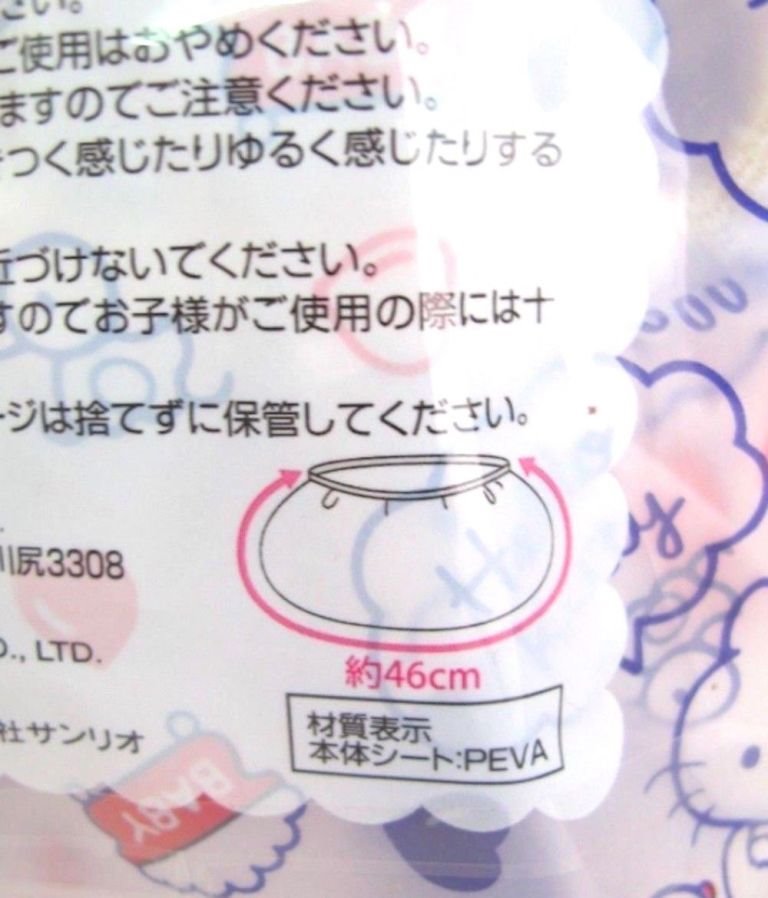 さい。
ご使用はおやめください。
ますのでご注意ください。
きつく感じたりゆるく感じたりする
近づけないでください。
すのでお子様がご使用の際には十
ージは捨てずに保管してください。
川尻3308
O., LTD.
約46cm
社サンリオ
材質表示
本体シート:PEVA
BABY